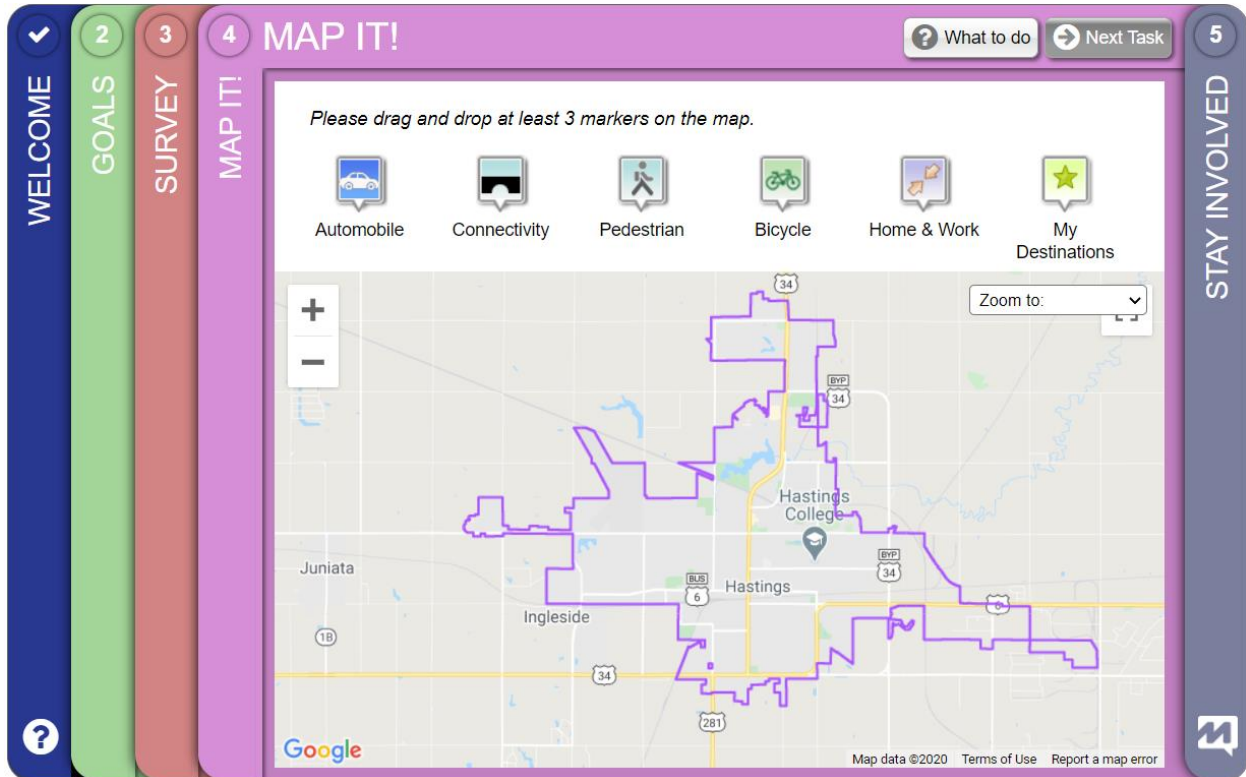 WELCOME
2
GOALS
3
SURVEY
4
MAP IT!
MAP IT!
What to do
Next Task
5
STAY INVOLVED
Please drag and drop at least 3 markers on the map.
Automobile
Connectivity
Pedestrian
Bicycle
Home & Work
My
Destinations
+
−
Zoom to:
34
BYP
34
Hastings
College
BYP
34
Juniata
BUS
6
Hastings
Ingleside
6
1B
34
281
?
Google
Map data ©2020
Terms of Use
Report a map error